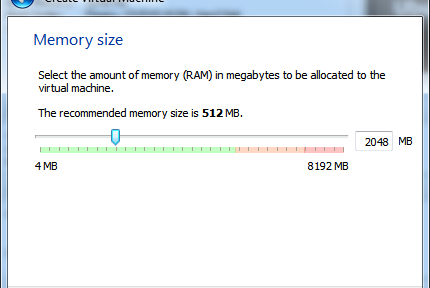 Create Virtual Machine
Memory size
Select the amount of memory (RAM) in megabytes to be allocated to the
virtual machine.
The recommended memory size is 512 MB.
2048 MB
4 MB 8192 MB